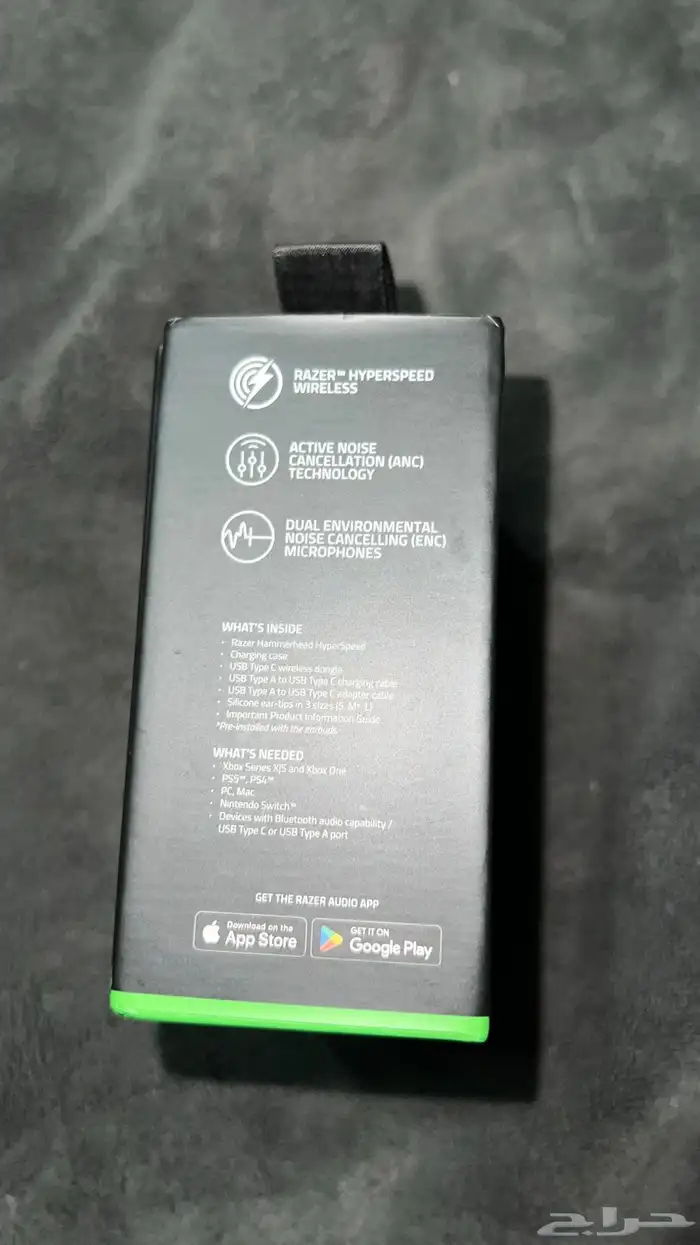 RAZER™ HYPERSPEED
WIRELESS
ACTIVE NOISE
CANCELLATION (ANC)
TECHNOLOGY
DUAL ENVIRONMENTAL
NOISE CANCELLING (ENC)
MICROPHONES
WHAT'S INSIDE
• Razer Hammerhead HyperSpeed
• Charging case
• USB Type C wireless dongle
• USB Type A to USB Type C charging cable
• USB Type A to USB Type C adapter cable
• Silicone ear-tips in 3 sizes (S, M*, L)
• Important Product Information Guide
*Pre-installed with the earbuds
WHAT'S NEEDED
• Xbox Series X|S and Xbox One
• PS5™, PS4™
• PC, Mac
• Nintendo Switch™
• Devices with Bluetooth audio capability /
USB Type C or USB Type A port
GET THE RAZER AUDIO APP
Download on the
App Store
GET IT ON
Google Play
حراج